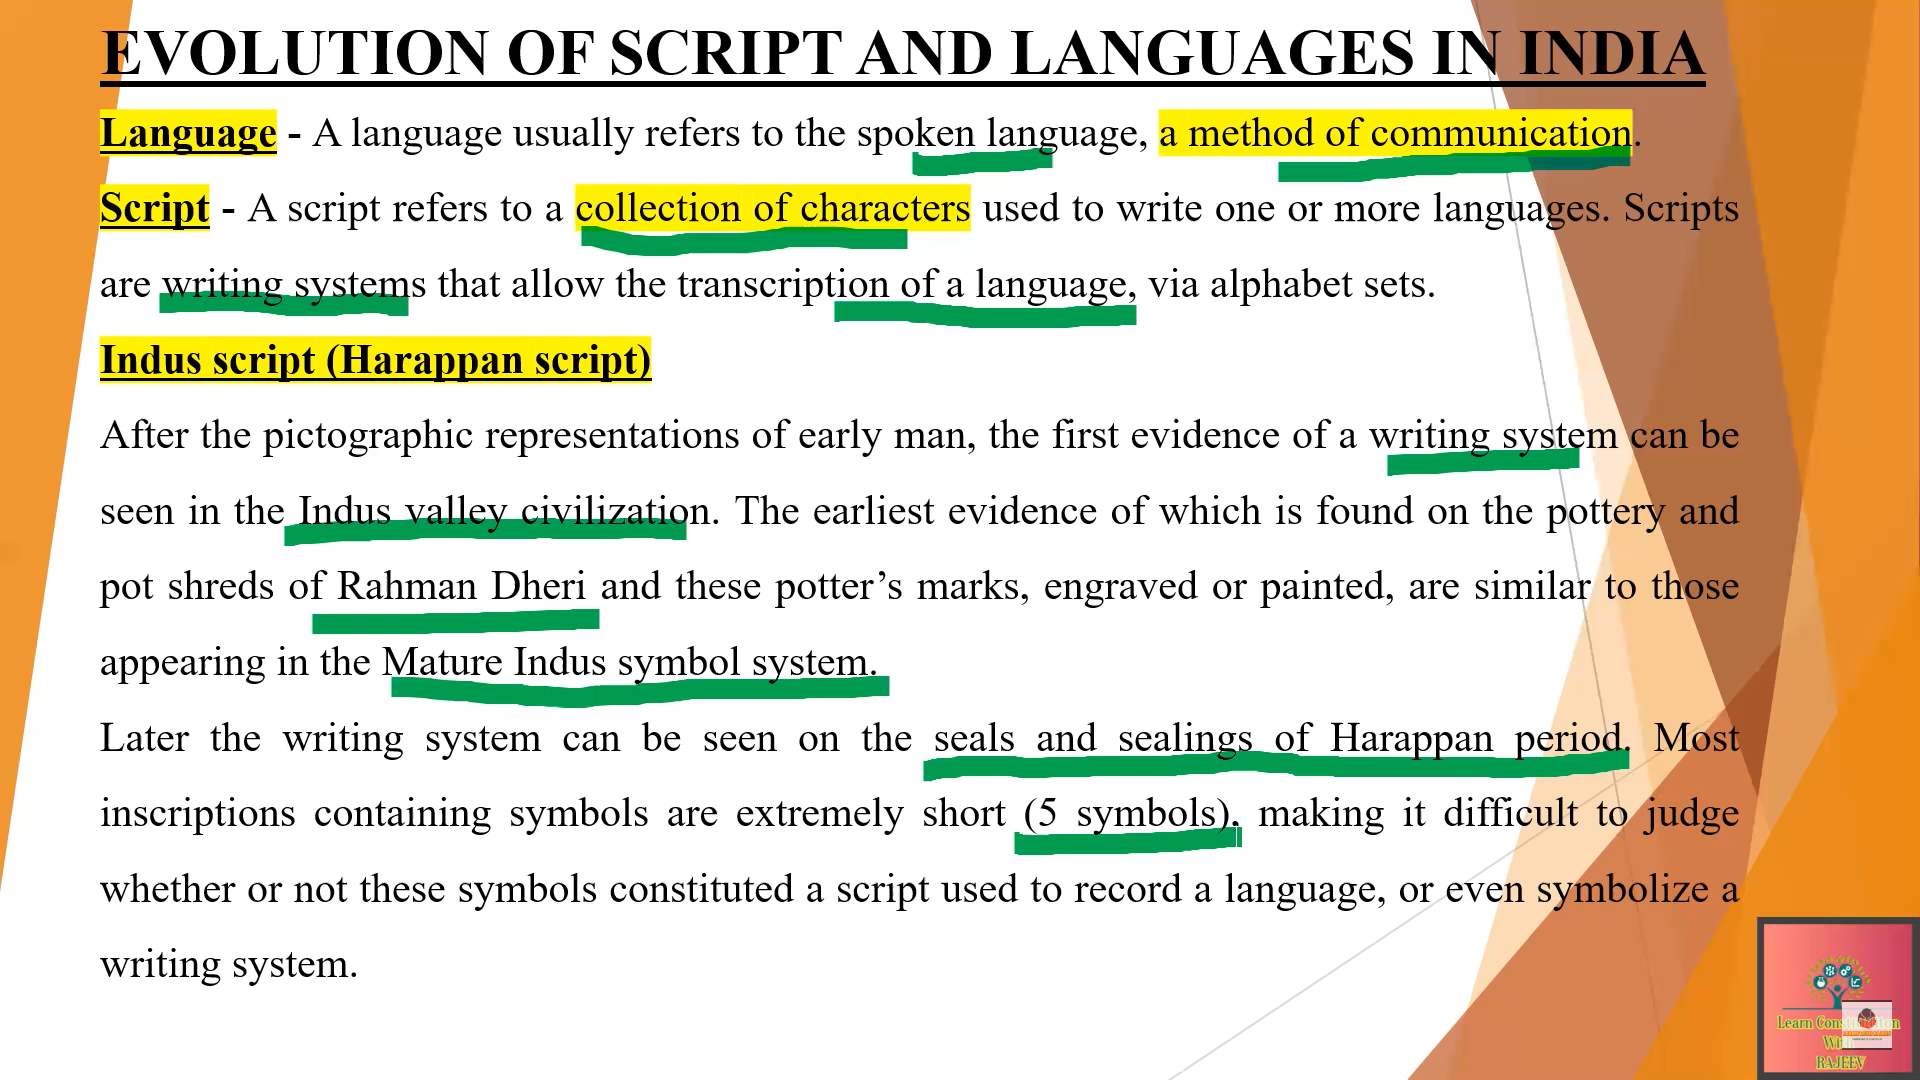 EVOLUTION OF SCRIPT AND LANGUAGES IN INDIA
Language - A language usually refers to the spoken language, a method of communication.
Script - A script refers to a collection of characters used to write one or more languages. Scripts
are writing systems that allow the transcription of a language, via alphabet sets.
Indus script (Harappan script)
After the pictographic representations of early man, the first evidence of a writing system can be
seen in the Indus valley civilization. The earliest evidence of which is found on the pottery and
pot shreds of Rahman Dheri and these potter’s marks, engraved or painted, are similar to those
appearing in the Mature Indus symbol system.
Later the writing system can be seen on the seals and sealings of Harappan period. Most
inscriptions containing symbols are extremely short (5 symbols), making it difficult to judge
whether or not these symbols constituted a script used to record a language, or even symbolize a
writing system.
Learn
RAJEEV